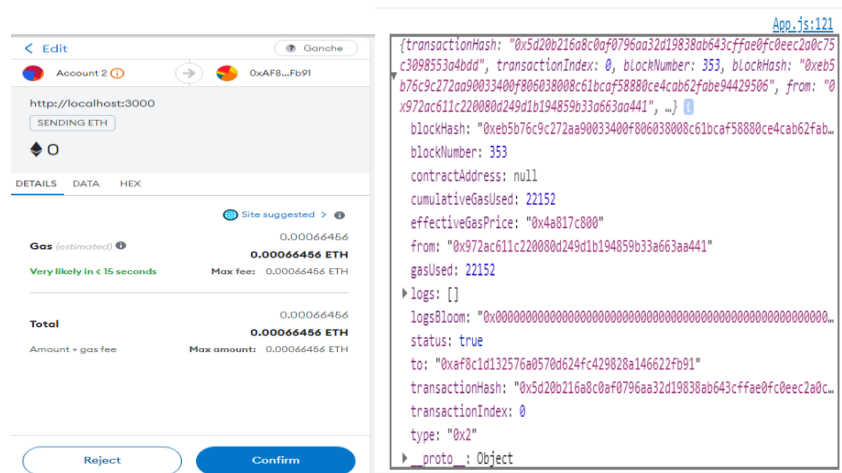 Edit
Ganche
Account 2
0xAF8...Fb91
http://localhost:3000
SENDING ETH
0
DETAILS DATA HEX
Site suggested >
0.00066456
Gas (estimated)
0.00066456 ETH
Very likely in < 15 seconds Max fee: 0.00066456 ETH
0.00066456
Total
0.00066456 ETH
Amount + gas fee Max amount: 0.00066456 ETH
Reject Confirm
App.js:121
{transactionHash: "0x5d20b216a8c0af0796aa32d19838ab643cffae0fc0eec2a0c75
c3098553a4bdd", transactionIndex: 0, blockNumber: 353, blockHash: "0xeb5
b76c9c272aa90033400f806038008c61bcaf58880ce4cab62fabe94429506", from: "0
x972ac611c220080d249d1b194859b33a663aa441", …}
blockHash: "0xeb5b76c9c272aa90033400f806038008c61bcaf58880ce4cab62fab…
blockNumber: 353
contractAddress: null
cumulativeGasUsed: 22152
effectiveGasPrice: "0x4a817c800"
from: "0x972ac611c220080d249d1b194859b33a663aa441"
gasUsed: 22152
logs: []
logsBloom: "0x00000000000000000000000000000000000000000000000000000000…
status: true
to: "0xaf8c1d132576a0570d624fc429828a146622fb91"
transactionHash: "0x5d20b216a8c0af0796aa32d19838ab643cffae0fc0eec2a0c…
transactionIndex: 0
type: "0x2"
__proto__: Object